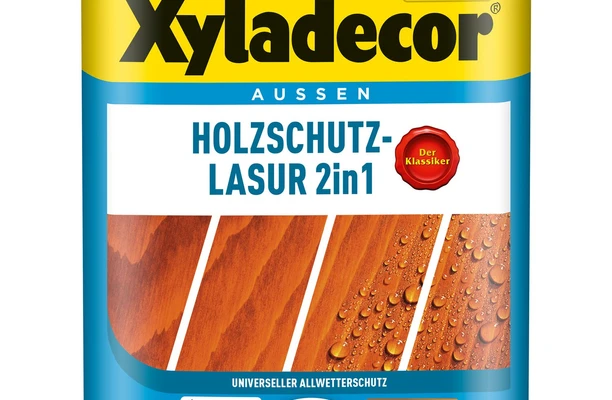 Xyladecor®
AUSSEN
HOLZSCHUTZ-
LASUR 2in1
Der
Klassiker
UNIVERSELLER ALLWETTERSCHUTZ